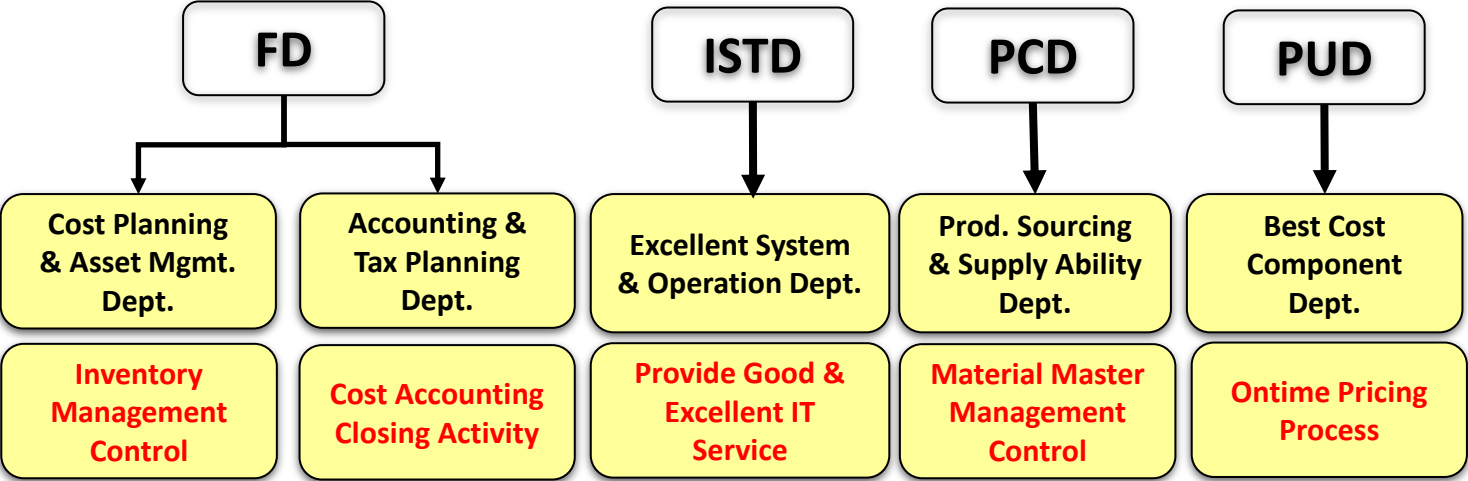 FD
ISTD
PCD
PUD
Cost Planning
& Asset Mgmt.
Dept.
Accounting &
Tax Planning
Dept.
Excellent System
& Operation Dept.
Prod. Sourcing
& Supply Ability
Dept.
Best Cost
Component
Dept.
Inventory
Management
Control
Cost Accounting
Closing Activity
Provide Good &
Excellent IT
Service
Material Master
Management
Control
Ontime Pricing
Process